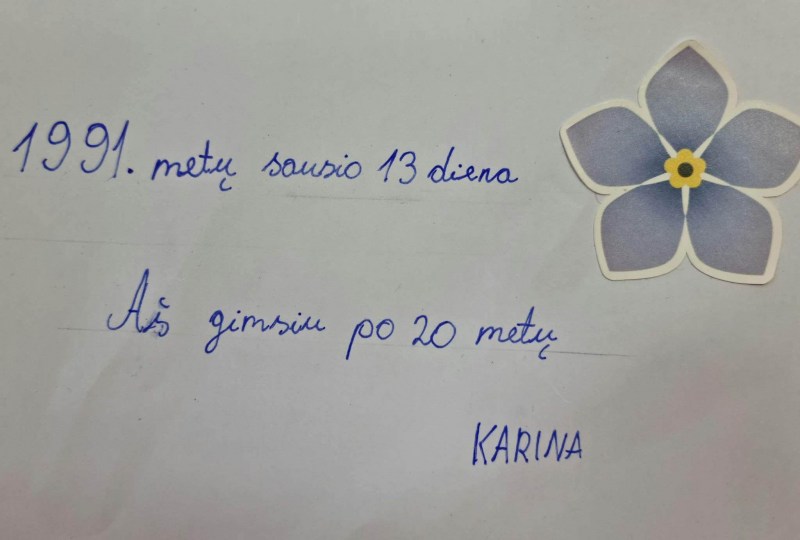 1991. metų sausio 13 diena
Aš gimsiu po 20 metų
KARINA